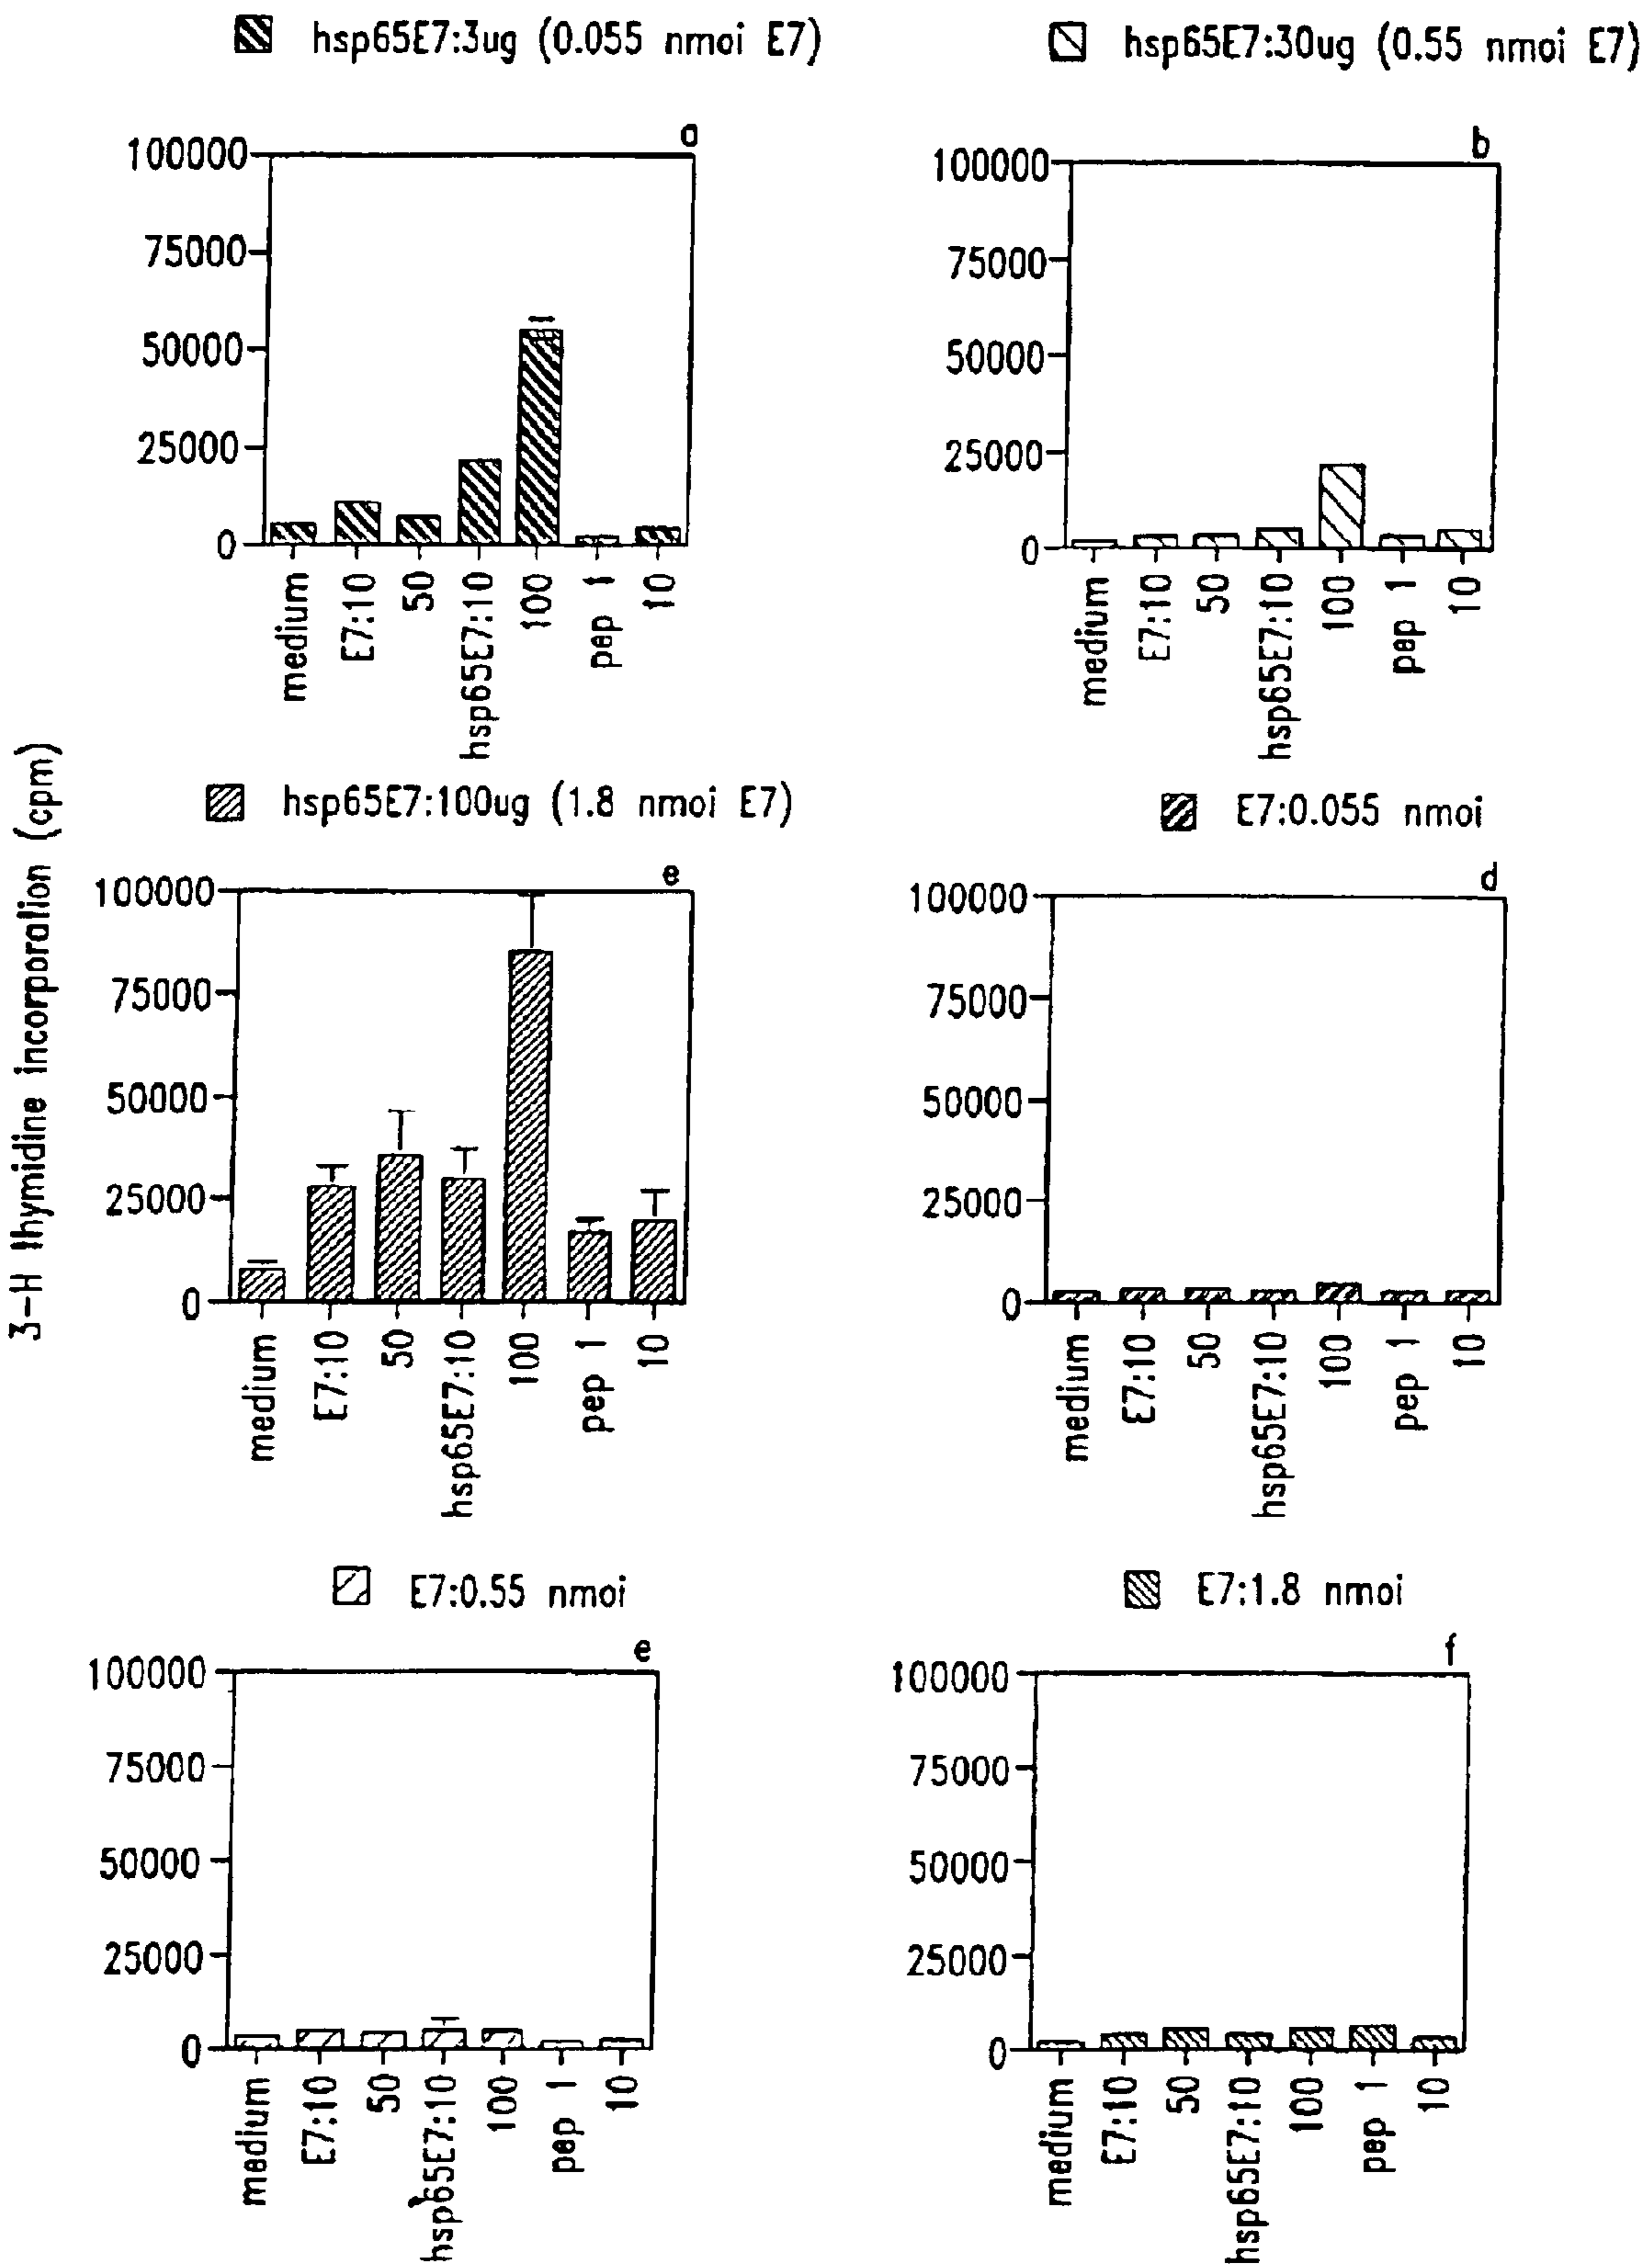 hsp65E7:3ug (0.055 nmoi E7)
hsp65E7:30ug (0.55 nmoi E7)
a
100000
75000
50000
25000
0
medium
E7:10
50
hsp65E7:10
100
pep 1
10
b
100000
75000
50000
25000
0
medium
E7:10
50
hsp65E7:10
100
pep 1
10
3-H Ihymidine incorporation (cpm)
hsp65E7:100ug (1.8 nmoi E7)
E7:0.055 nmoi
e
100000
75000
50000
25000
0
medium
E7:10
50
hsp65E7:10
100
pep 1
10
d
100000
75000
50000
25000
0
medium
E7:10
50
hsp65E7:10
100
pep 1
10
E7:0.55 nmoi
E7:1.8 nmoi
e
100000
75000
50000
25000
0
medium
E7:10
50
hsp65E7:10
100
pep 1
10
f
100000
75000
50000
25000
0
medium
E7:10
50
hsp65E7:10
100
pep 1
10